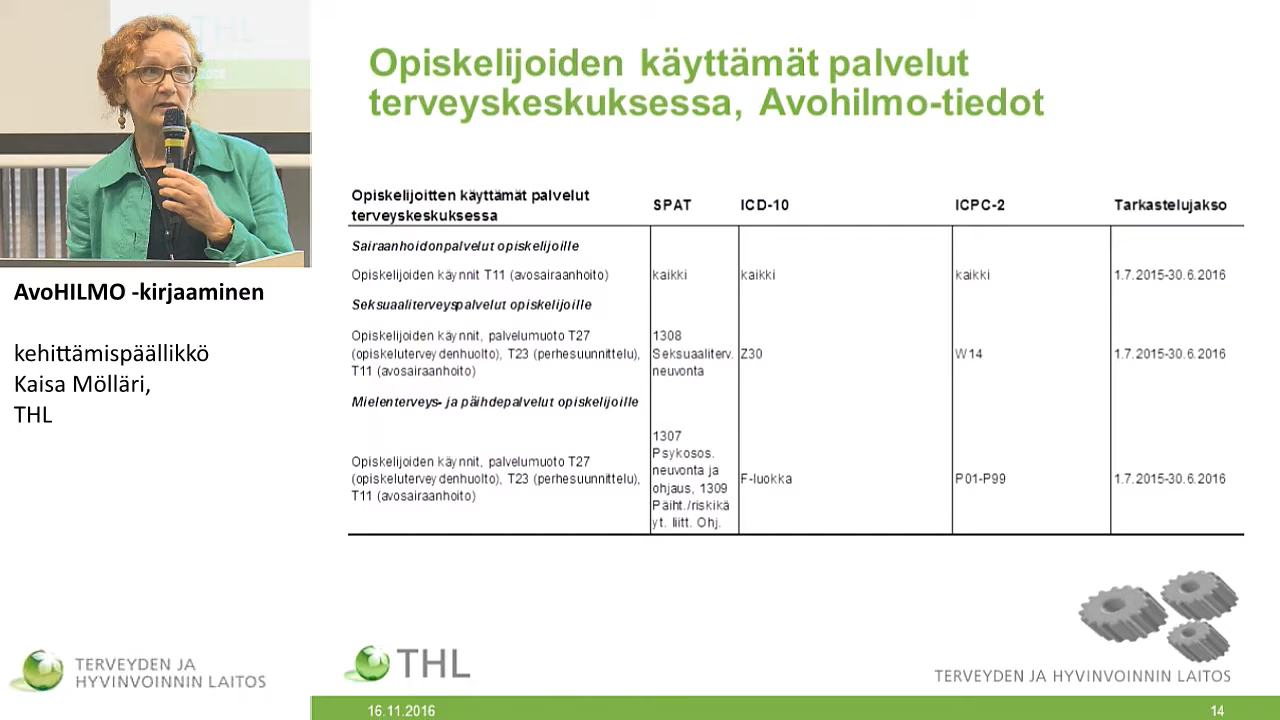 THL
AvoHILMO -kirjaaminen
kehittämispäällikkö
Kaisa Mölläri,
THL
TERVEYDEN JA
HYVINVOINNIN LAITOS
Opiskelijoiden käyttämät palvelut
terveyskeskuksessa, Avohilmo-tiedot
Opiskelijoitten käyttämät palvelut
terveyskeskuksessa
SPAT
ICD-10
ICPC-2
Tarkastelujakso
Sairaanhoidonpalvelut opiskelijoille
Opiskelijoiden käynnit T11 (avosairaanhoito)
kaikki
kaikki
kaikki
1.7.2015-30.6.2016
Seksuaaliterveyspalvelut opiskelijoille
Opiskelijoiden käynnit, palvelumuoto T27
(opiskeluterveydenhuolto), T23 (perhesuunnittelu),
T11 (avosairaanhoito)
1308
Seksuaaliterv.
neuvonta
Z30
W14
1.7.2015-30.6.2016
Mielenterveys- ja päihdepalvelut opiskelijoille
Opiskelijoiden käynnit, palvelumuoto T27
(opiskeluterveydenhuolto), T23 (perhesuunnittelu),
T11 (avosairaanhoito)
1307
Psykosos.
neuvonta ja
ohjaus, 1309
Päiht./riskikä
yt. liitt. Ohj.
F-luokka
P01-P99
1.7.2015-30.6.2016
THL
TERVEYDEN JA HYVINVOINNIN LAITOS
16.11.2016
14